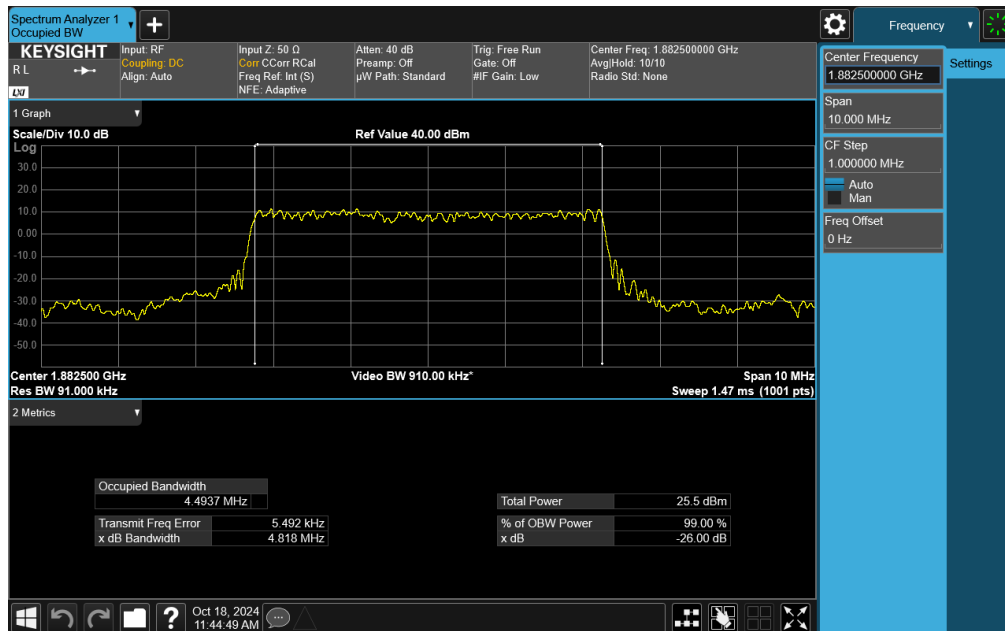 Spectrum Analyzer 1
Occupied BW
Frequency
KEYSIGHT
R L
LXI
Input: RF
Coupling: DC
Align: Auto
Input Z: 50 Ω
Corr CCorr RCal
Freq Ref: Int (S)
NFE: Adaptive
Atten: 40 dB
Preamp: Off
µW Path: Standard
Trig: Free Run
Gate: Off
#IF Gain: Low
Center Freq: 1.882500000 GHz
Avg|Hold: 10/10
Radio Std: None
Center Frequency
1.882500000 GHz
Settings
Span
10.000 MHz
CF Step
1.000000 MHz
Auto
Man
Freq Offset
0 Hz
1 Graph
Scale/Div 10.0 dB
Ref Value 40.00 dBm
Log
30.0
20.0
10.0
0.00
-10.0
-20.0
-30.0
-40.0
-50.0
Center 1.882500 GHz
Video BW 910.00 kHz*
Span 10 MHz
Res BW 91.000 kHz
Sweep 1.47 ms (1001 pts)
2 Metrics
Occupied Bandwidth
4.4937 MHz
Total Power 25.5 dBm
Transmit Freq Error 5.492 kHz
% of OBW Power 99.00 %
x dB Bandwidth 4.818 MHz
x dB -26.00 dB
Oct 18, 2024
11:44:49 AM